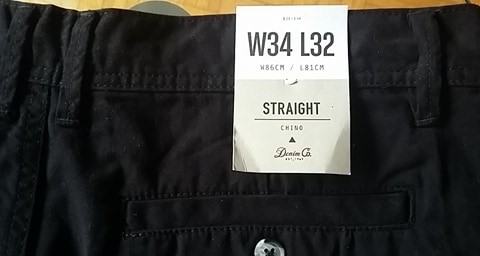 W34 L32
W86CM / L81CM
STRAIGHT
CHINO
Denim Co.